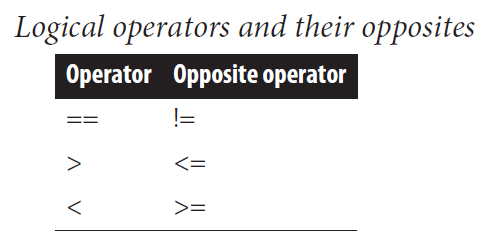 Logical operators and their opposites
Operator Opposite operator
== !=
> <=
< >=